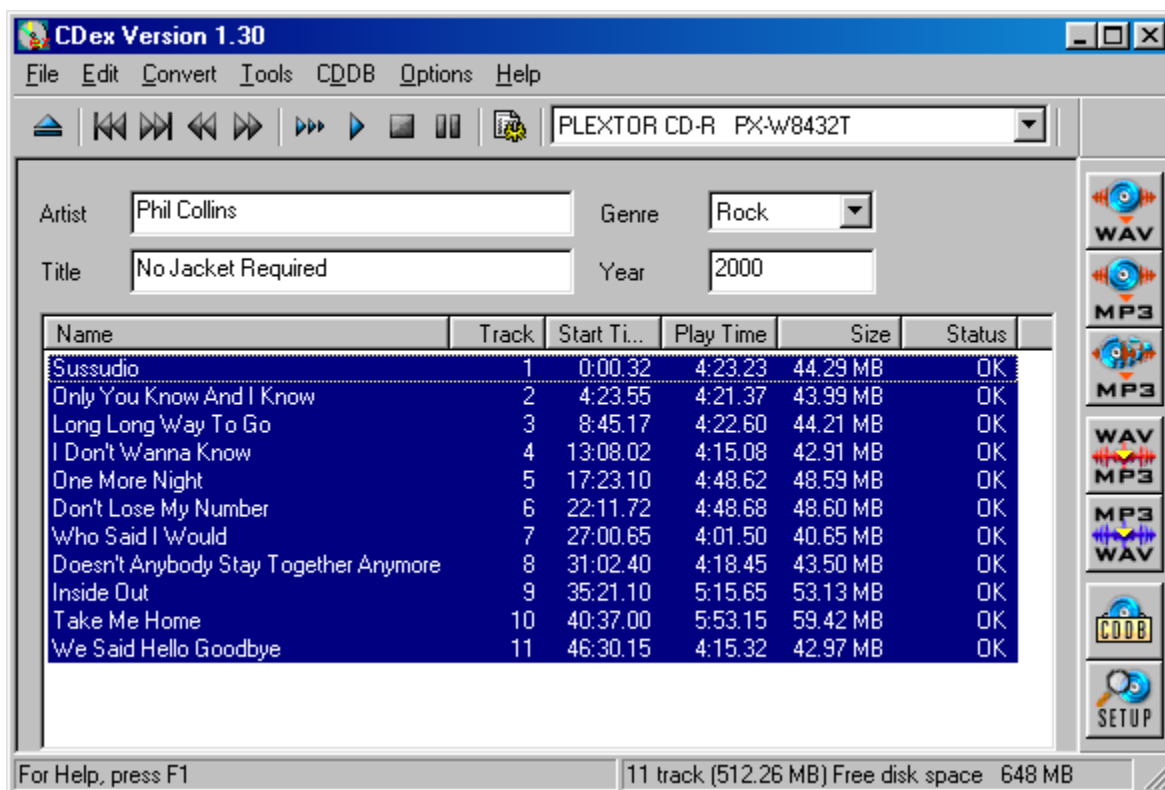 CDex Version 1.30
File Edit Convert Tools CDDB Options Help
PLEXTOR CD-R PX-W8432T
Artist Phil Collins Genre Rock
Title No Jacket Required Year 2000
Name Track Start Ti... Play Time Size Status
Sussudio 1 0:00.32 4:23.23 44.29 MB OK
Only You Know And I Know 2 4:23.55 4:21.37 43.99 MB OK
Long Long Way To Go 3 8:45.17 4:22.60 44.21 MB OK
I Don't Wanna Know 4 13:08.02 4:15.08 42.91 MB OK
One More Night 5 17:23.10 4:48.62 48.59 MB OK
Don't Lose My Number 6 22:11.72 4:48.68 48.60 MB OK
Who Said I Would 7 27:00.65 4:01.50 40.65 MB OK
Doesn't Anybody Stay Together Anymore 8 31:02.40 4:18.45 43.50 MB OK
Inside Out 9 35:21.10 5:15.65 53.13 MB OK
Take Me Home 10 40:37.00 5:53.15 59.42 MB OK
We Said Hello Goodbye 11 46:30.15 4:15.32 42.97 MB OK
WAV
MP3
MP3
WAV
MP3
MP3
WAV
CDDB
SETUP
For Help, press F1
11 track (512.26 MB) Free disk space 648 MB